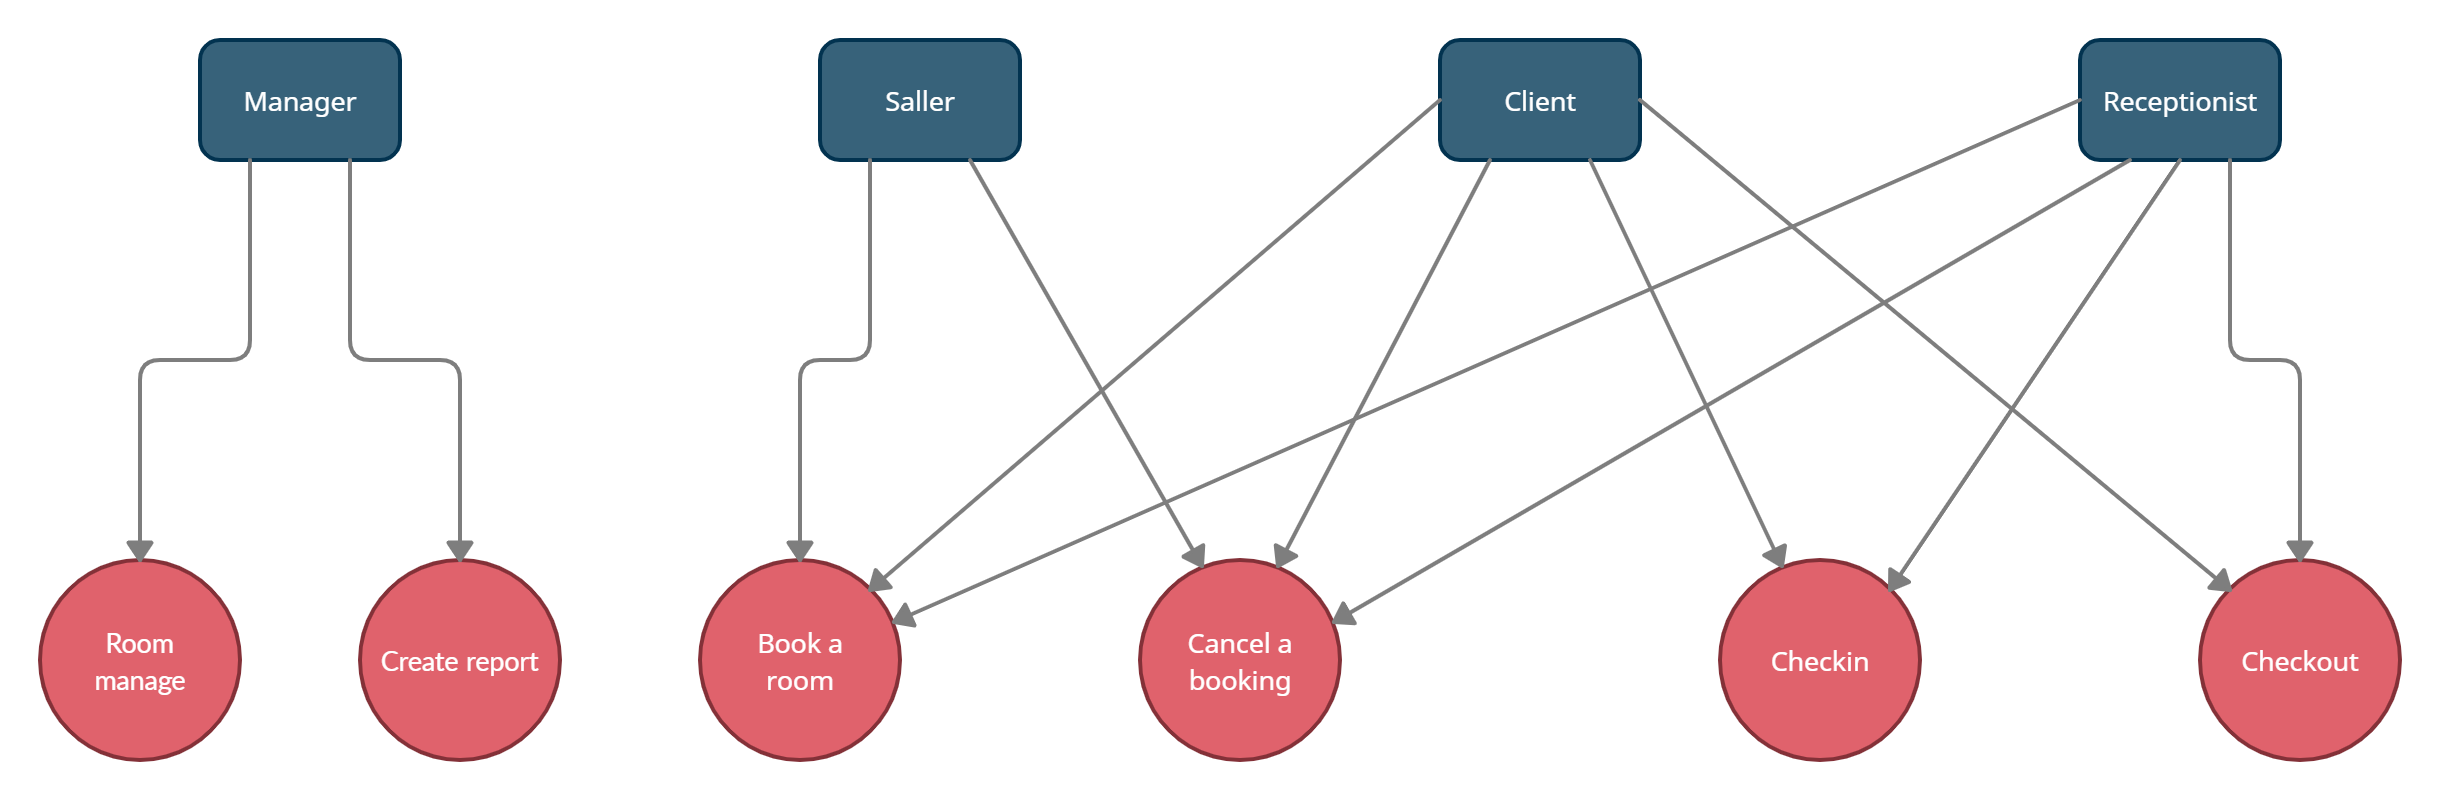 Manager
Saller
Client
Receptionist
Room
manage
Create report
Book a
room
Cancel a
booking
Checkin
Checkout